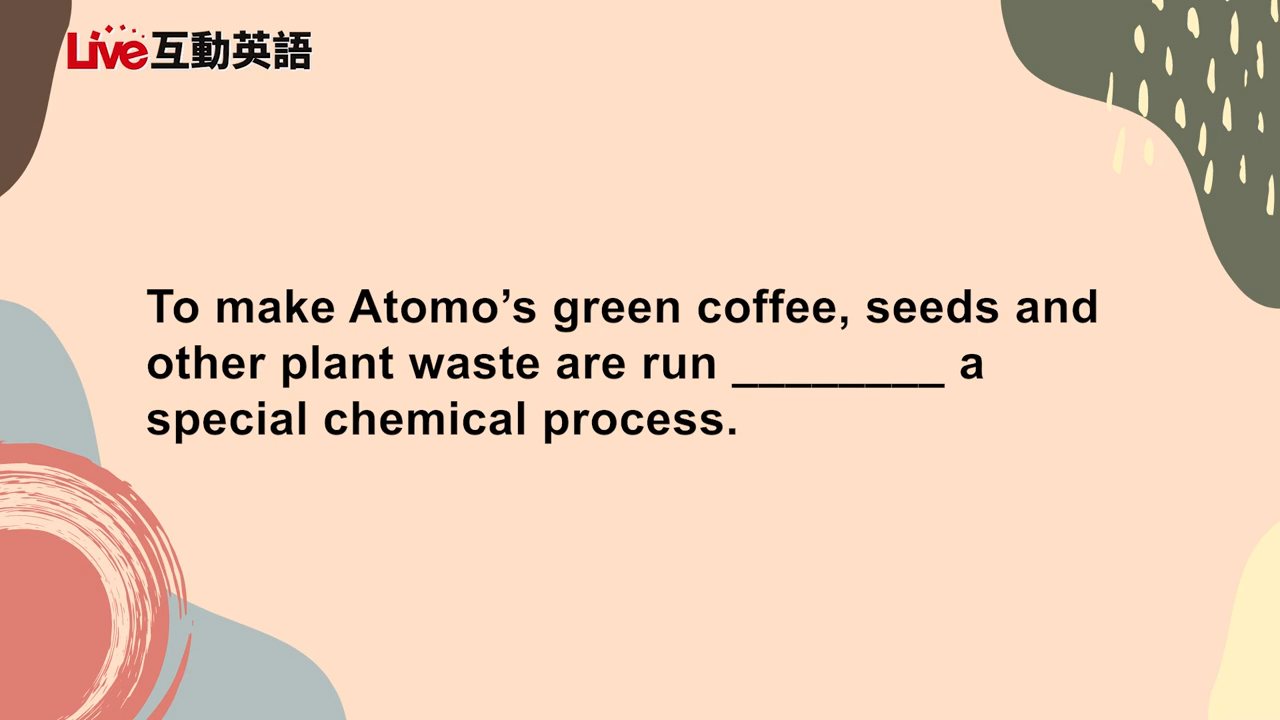 Live互動英語
To make Atomo’s green coffee, seeds and
other plant waste are run ________ a
special chemical process.